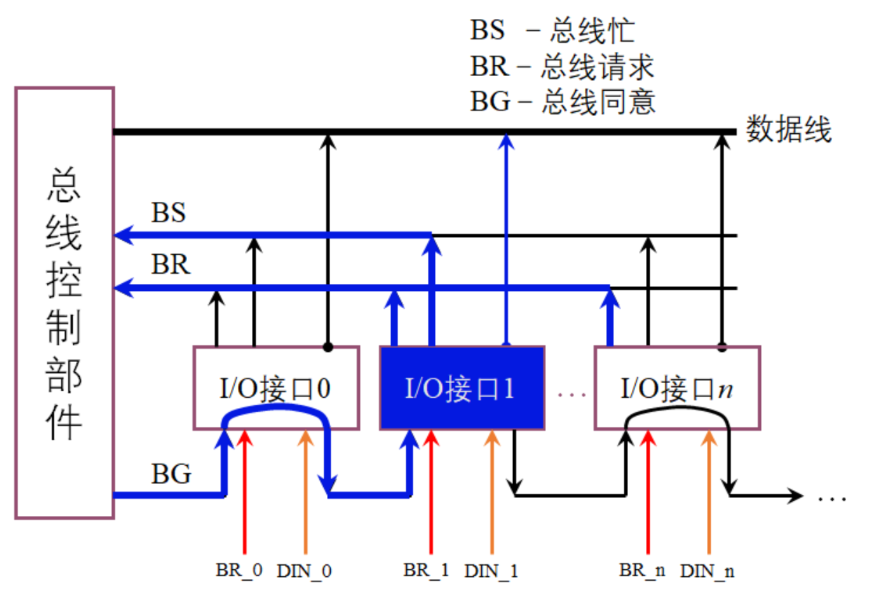 BS – 总线忙
BR – 总线请求
BG – 总线同意
数据线
总线控制部件
BS
BR
I/O接口0
I/O接口1
...
I/O接口n
BG
...
BR_0
DIN_0
BR_1
DIN_1
BR_n
DIN_n